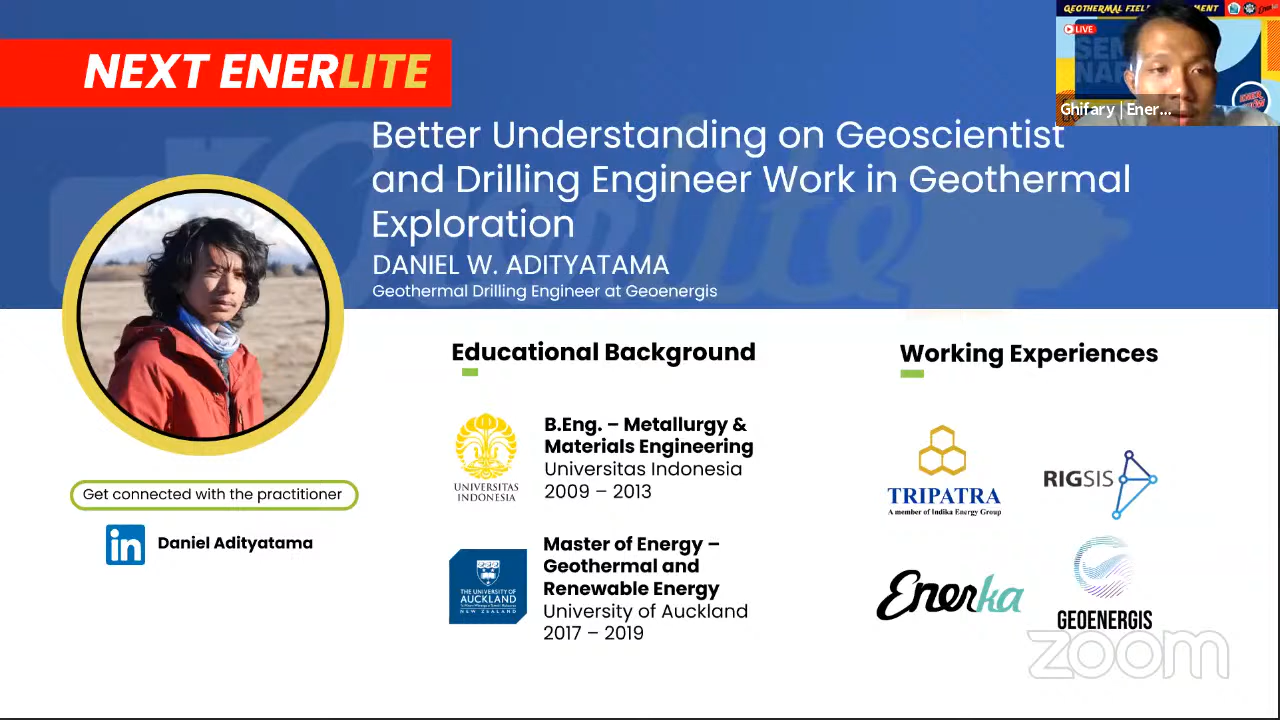 NEXT ENERLITE
GEOTHERMAL
LIVE
Ghifary | Ener...
Better Understanding on Geoscientist
and Drilling Engineer Work in Geothermal
Exploration
DANIEL W. ADITYATAMA
Geothermal Drilling Engineer at Geoenergis
Get connected with the practitioner
in
Daniel Adityatama
Educational Background
B.Eng. – Metallurgy &
Materials Engineering
Universitas Indonesia
2009 – 2013
UNIVERSITAS
INDONESIA
Master of Energy –
Geothermal and
Renewable Energy
University of Auckland
2017 – 2019
THE UNIVERSITY OF
AUCKLAND
NEW ZEALAND
Working Experiences
TRIPATRA
A member of Indika Energy Group
RIGSIS
Enerka
GEOENERGIS
zoom